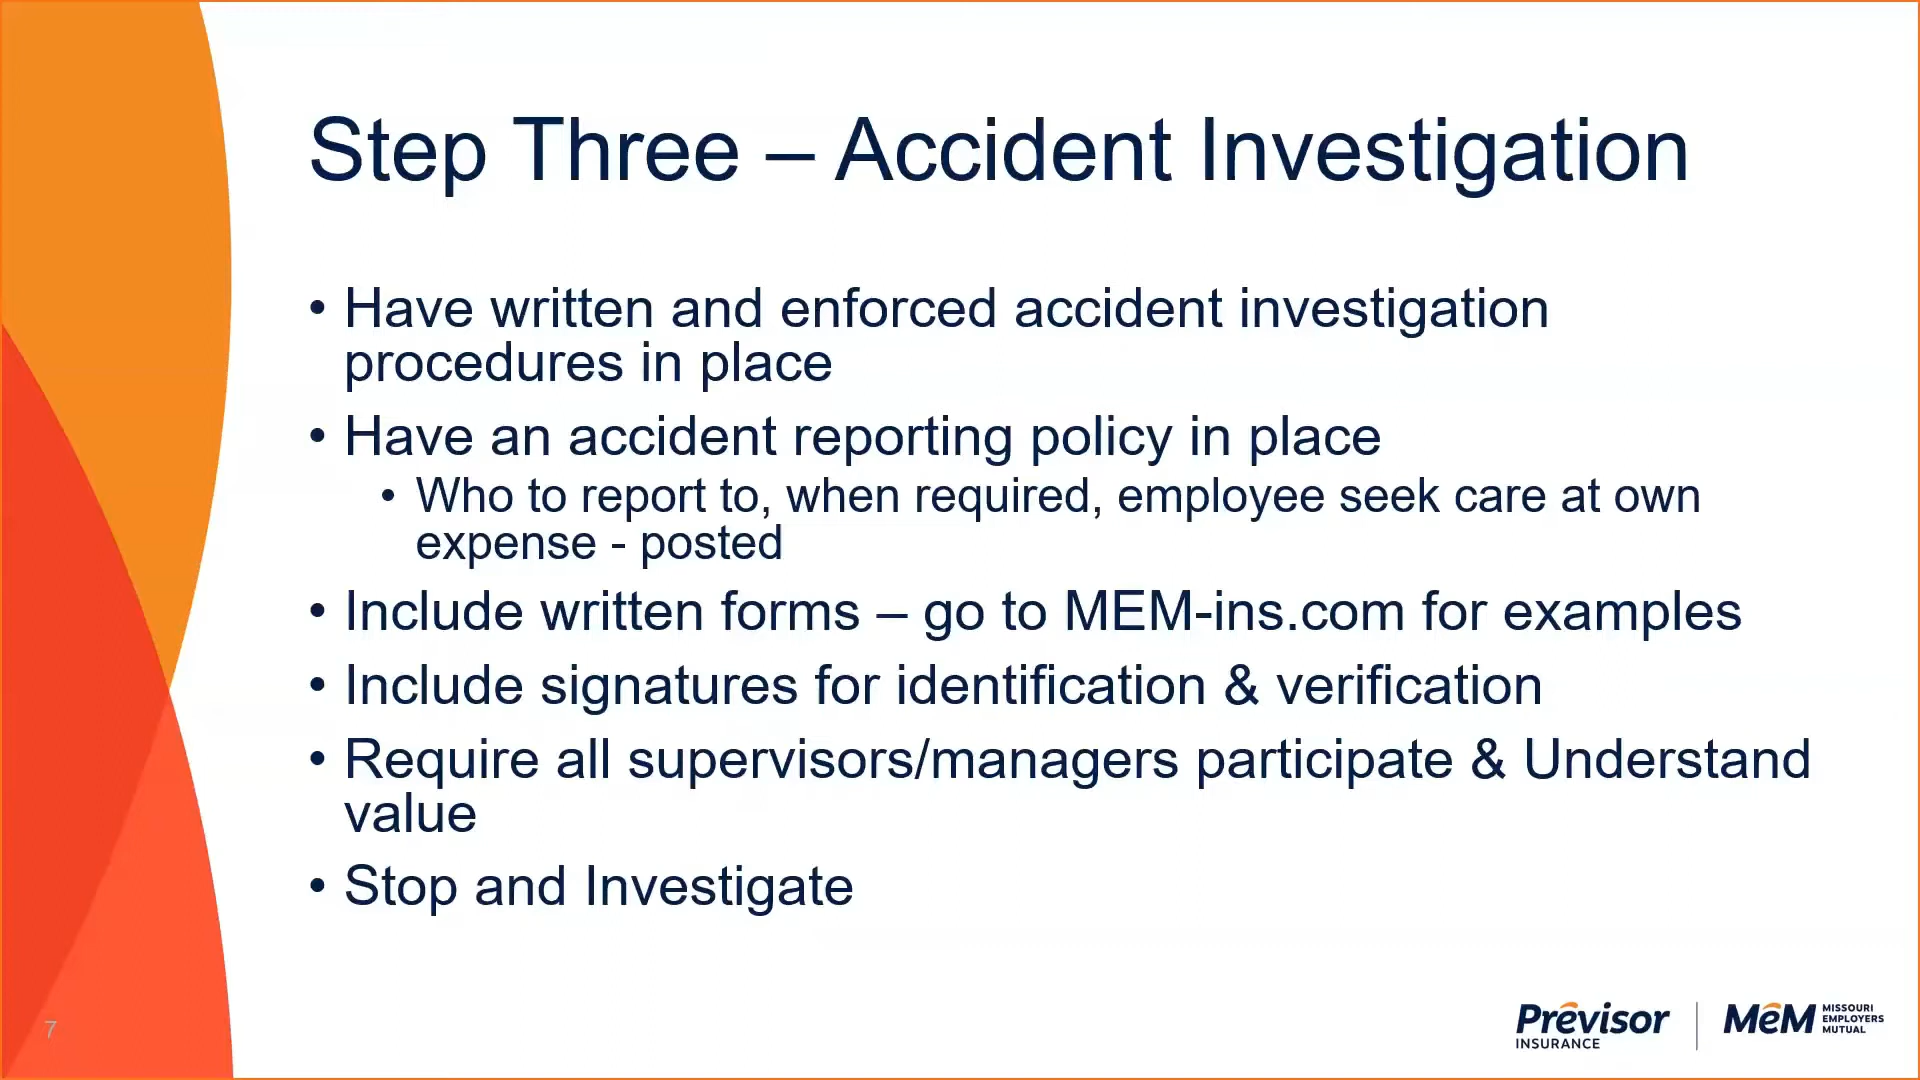 Step Three – Accident Investigation
• Have written and enforced accident investigation
procedures in place
• Have an accident reporting policy in place
• Who to report to, when required, employee seek care at own
expense - posted
• Include written forms – go to MEM-ins.com for examples
• Include signatures for identification & verification
• Require all supervisors/managers participate & Understand
value
• Stop and Investigate
7
Prēvisor
INSURANCE
MēM
MISSOURI
EMPLOYERS
MUTUAL